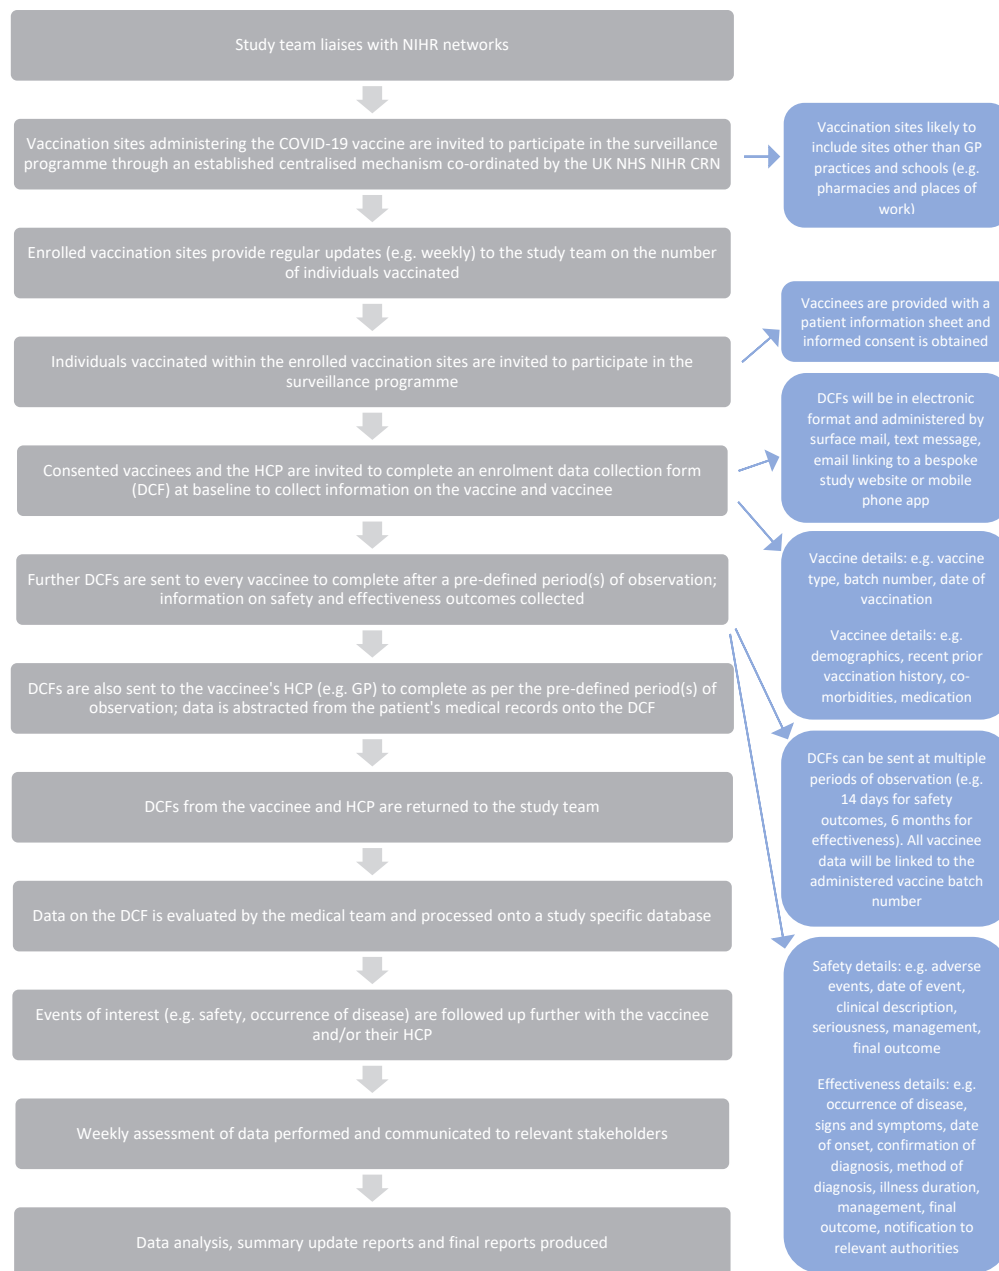 Study team liaises with NIHR networks
Vaccination sites administering the COVID-19 vaccine are invited to participate in the surveillance
programme through an established centralised mechanism co-ordinated by the UK NHS NIHR CRN
Vaccination sites likely to
include sites other than GP
practices and schools (e.g.
pharmacies and places of
work)
Enrolled vaccination sites provide regular updates (e.g. weekly) to the study team on the number
of individuals vaccinated
Individuals vaccinated within the enrolled vaccination sites are invited to participate in the
surveillance programme
Vaccinees are provided with a
patient information sheet and
informed consent is obtained
Consented vaccinees and the HCP are invited to complete an enrolment data collection form
(DCF) at baseline to collect information on the vaccine and vaccinee
DCFs will be in electronic
format and administered by
surface mail, text message,
email linking to a bespoke
study website or mobile
phone app
Vaccine details: e.g. vaccine
type, batch number, date of
vaccination
Vaccinee details: e.g.
demographics, recent prior
vaccination history, co-
morbidities, medication
Further DCFs are sent to every vaccinee to complete after a pre-defined period(s) of observation;
information on safety and effectiveness outcomes collected
DCFs can be sent at multiple
periods of observation (e.g.
14 days for safety
outcomes, 6 months for
effectiveness). All vaccinee
data will be linked to the
administered vaccine batch
number
Safety details: e.g. adverse
events, date of event,
clinical description,
seriousness, management,
final outcome
Effectiveness details: e.g.
occurrence of disease,
signs and symptoms, date
of onset, confirmation of
diagnosis, method of
diagnosis, illness duration,
management, final
outcome, notification to
relevant authorities
DCFs are also sent to the vaccinee's HCP (e.g. GP) to complete as per the pre-defined period(s) of
observation; data is abstracted from the patient's medical records onto the DCF
DCFs from the vaccinee and HCP are returned to the study team
Data on the DCF is evaluated by the medical team and processed onto a study specific database
Events of interest (e.g. safety, occurrence of disease) are followed up further with the vaccinee
and/or their HCP
Weekly assessment of data performed and communicated to relevant stakeholders
Data analysis, summary update reports and final reports produced